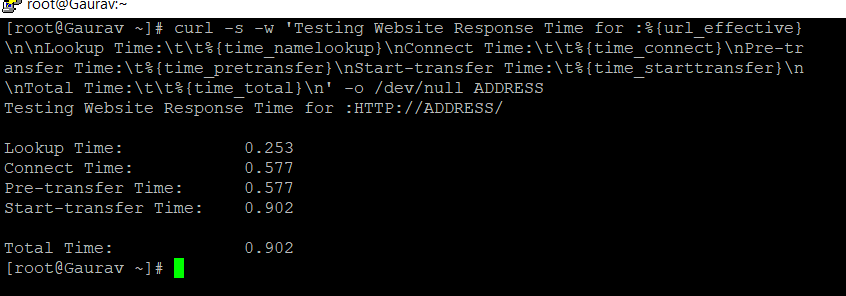 root@Gaurav:~
[root@Gaurav ~]# curl -s -w 'Testing Website Response Time for :%{url_effective}
\n\nLookup Time:\t\t%{time_namelookup}\nConnect Time:\t\t%{time_connect}\nPre-tr
ansfer Time:\t%{time_pretransfer}\nStart-transfer Time:\t%{time_starttransfer}\n
\nTotal Time:\t\t%{time_total}\n' -o /dev/null ADDRESS
Testing Website Response Time for :HTTP://ADDRESS/
Lookup Time: 0.253
Connect Time: 0.577
Pre-transfer Time: 0.577
Start-transfer Time: 0.902
Total Time: 0.902
[root@Gaurav ~]#